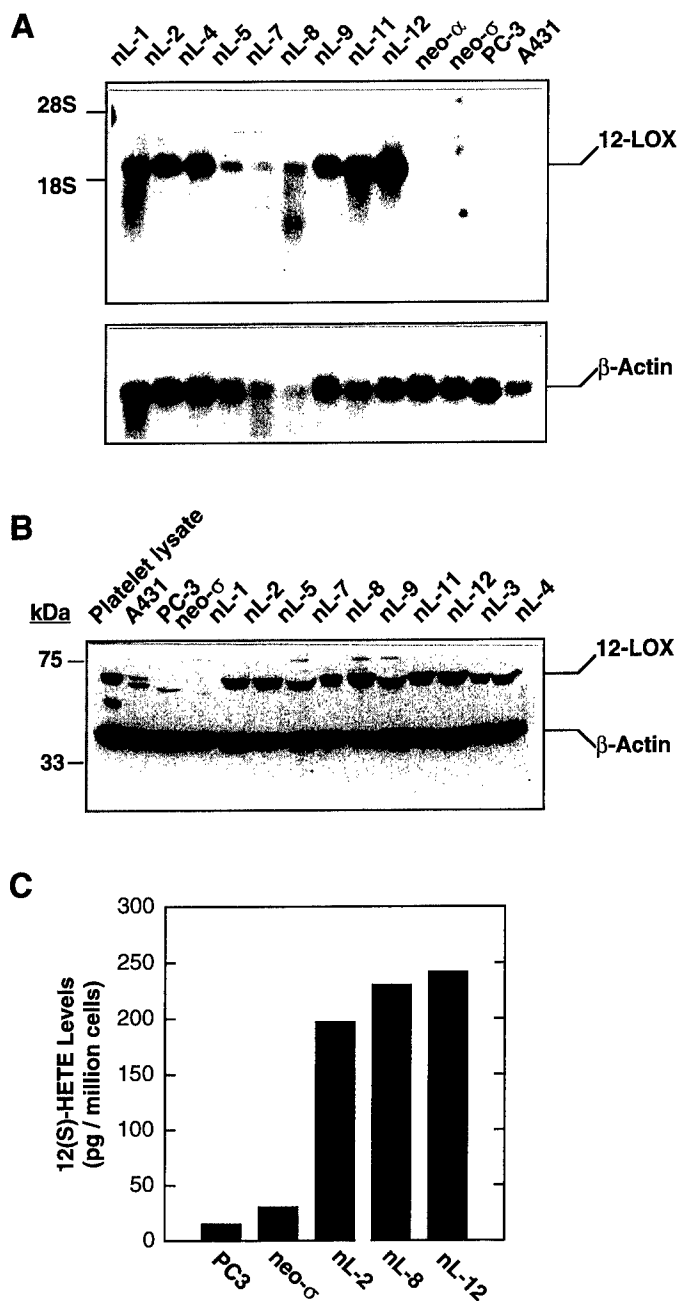 A
nL-1 nL-2 nL-4 nL-5 nL-7 nL-8 nL-9 nL-11 nL-12 neo-α neo-σ PC-3 A431
28S
18S
12-LOX
β-Actin
B
Platelet lysate A431 PC-3 neo-σ nL-1 nL-2 nL-5 nL-7 nL-8 nL-9 nL-11 nL-12 nL-3 nL-4
kDa
75
33
12-LOX
β-Actin
C
12(S)-HETE Levels
(pg / million cells)
300
250
200
150
100
50
0
PC3 neo-σ nL-2 nL-8 nL-12